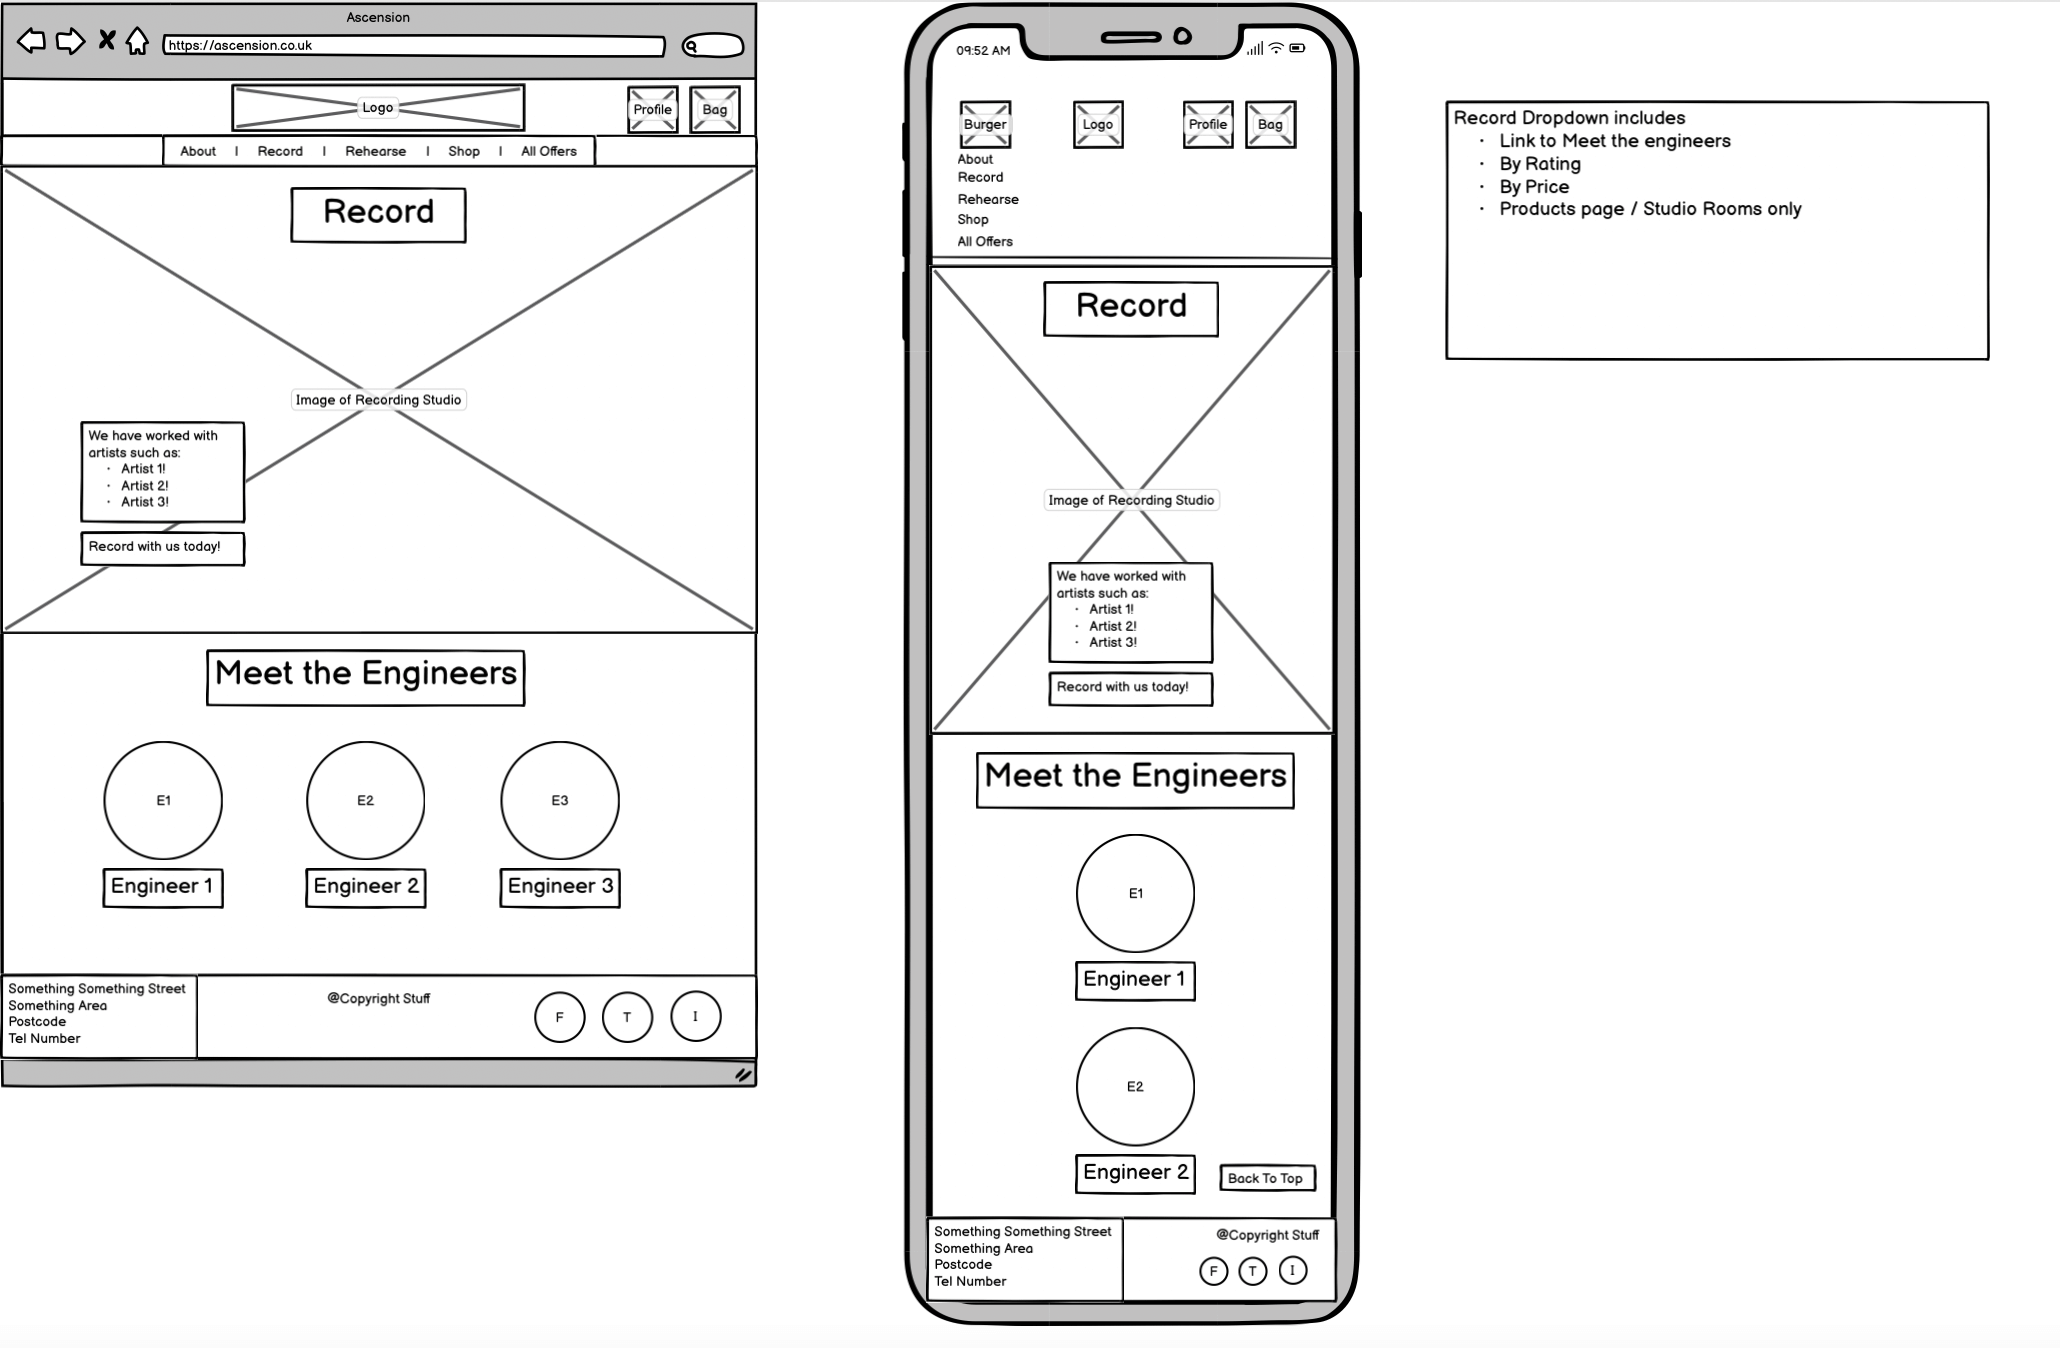 Ascension
https://ascension.co.uk
Logo
Profile
Bag
About | Record | Rehearse | Shop | All Offers
Record
Image of Recording Studio
We have worked with
artists such as:
· Artist 1!
· Artist 2!
· Artist 3!
Record with us today!
Meet the Engineers
E1
E2
E3
Engineer 1
Engineer 2
Engineer 3
Something Something Street
Something Area
Postcode
Tel Number
@Copyright Stuff
F
T
I
09:52 AM
Burger
Logo
Profile
Bag
About
Record
Rehearse
Shop
All Offers
Record
Image of Recording Studio
We have worked with
artists such as:
· Artist 1!
· Artist 2!
· Artist 3!
Record with us today!
Meet the Engineers
E1
Engineer 1
E2
Engineer 2
Back To Top
Something Something Street
Something Area
Postcode
Tel Number
@Copyright Stuff
F
T
I
Record Dropdown includes
· Link to Meet the engineers
· By Rating
· By Price
· Products page / Studio Rooms only